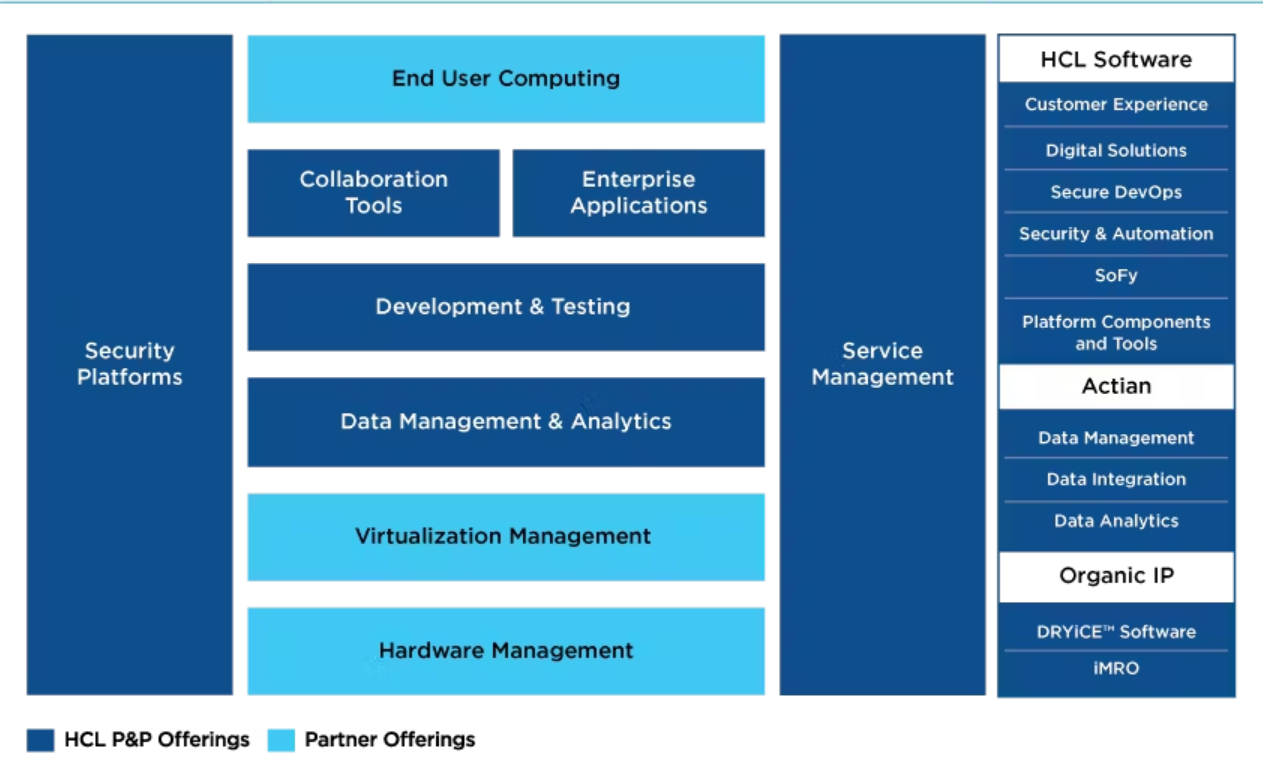 Security
Platforms
End User Computing
Collaboration
Tools
Enterprise
Applications
Development & Testing
Data Management & Analytics
Virtualization Management
Hardware Management
Service
Management
HCL Software
Customer Experience
Digital Solutions
Secure DevOps
Security & Automation
SoFy
Platform Components
and Tools
Actian
Data Management
Data Integration
Data Analytics
Organic IP
DRYiCE™ Software
iMRO
HCL P&P Offerings
Partner Offerings